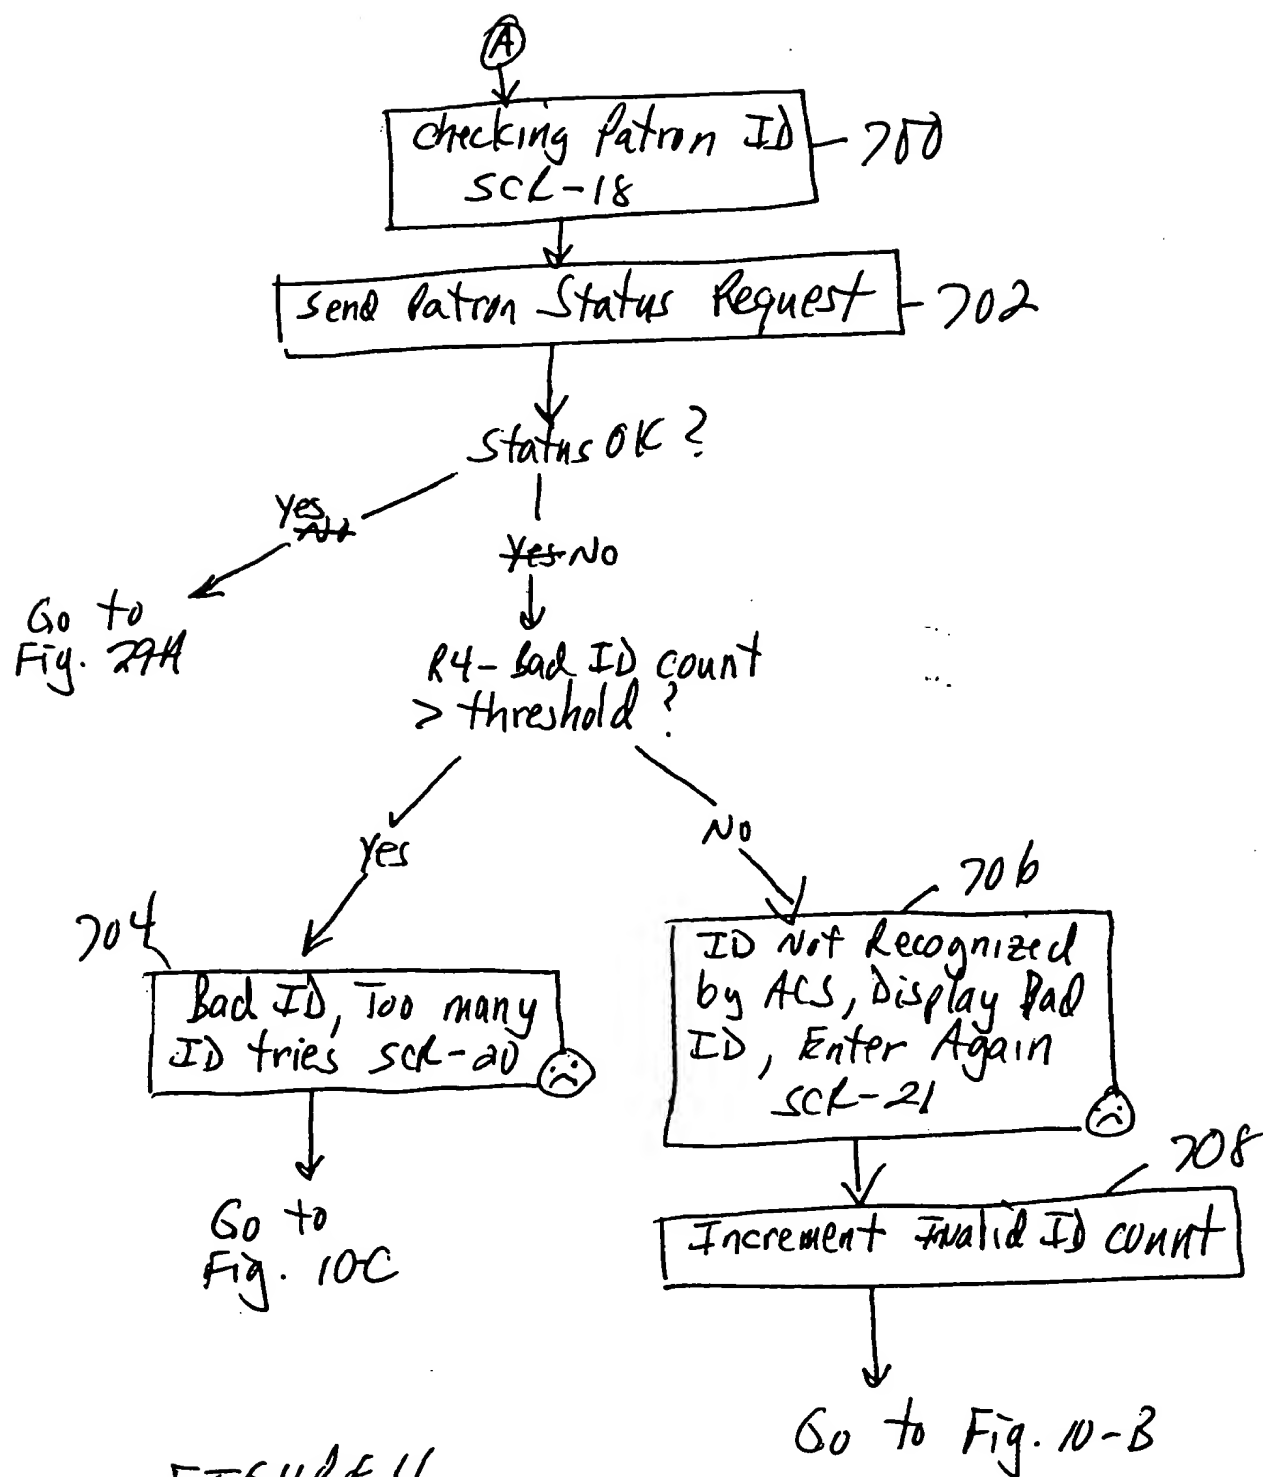 A
Checking Patron ID
SCR-18
700
Send Patron Status Request
702
Status OK?
Yes
No
Yes No
Go to
Fig. 29A
R4-Bad ID count
> threshold?
Yes
No
704
706
Bad ID, Too many
ID tries SCR-20
ID Not Recognized
by ACS, Display Bad
ID, Enter Again
SCR-21
708
Increment Invalid ID count
Go to
Fig. 10C
Go to Fig. 10-B